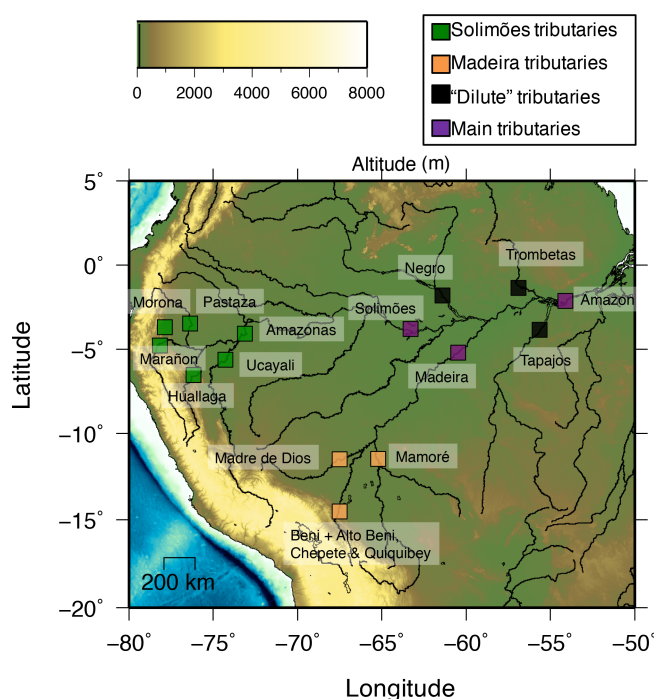 Solimões tributaries
Madeira tributaries
“Dilute” tributaries
Main tributaries
0 2000 4000 6000 8000
Altitude (m)
5˚
0˚
−5˚
−10˚
−15˚
−20˚
Latitude
Trombetas
Negro
Morona
Pastaza
Solimões
Amazon
Amazonas
Marañon
Ucayali
Tapajos
Madeira
Huallaga
Madre de Dios
Mamoré
Beni + Alto Beni,
Chepete & Quiquibey
200 km
−80˚ −75˚ −70˚ −65˚ −60˚ −55˚ −50˚
Longitude